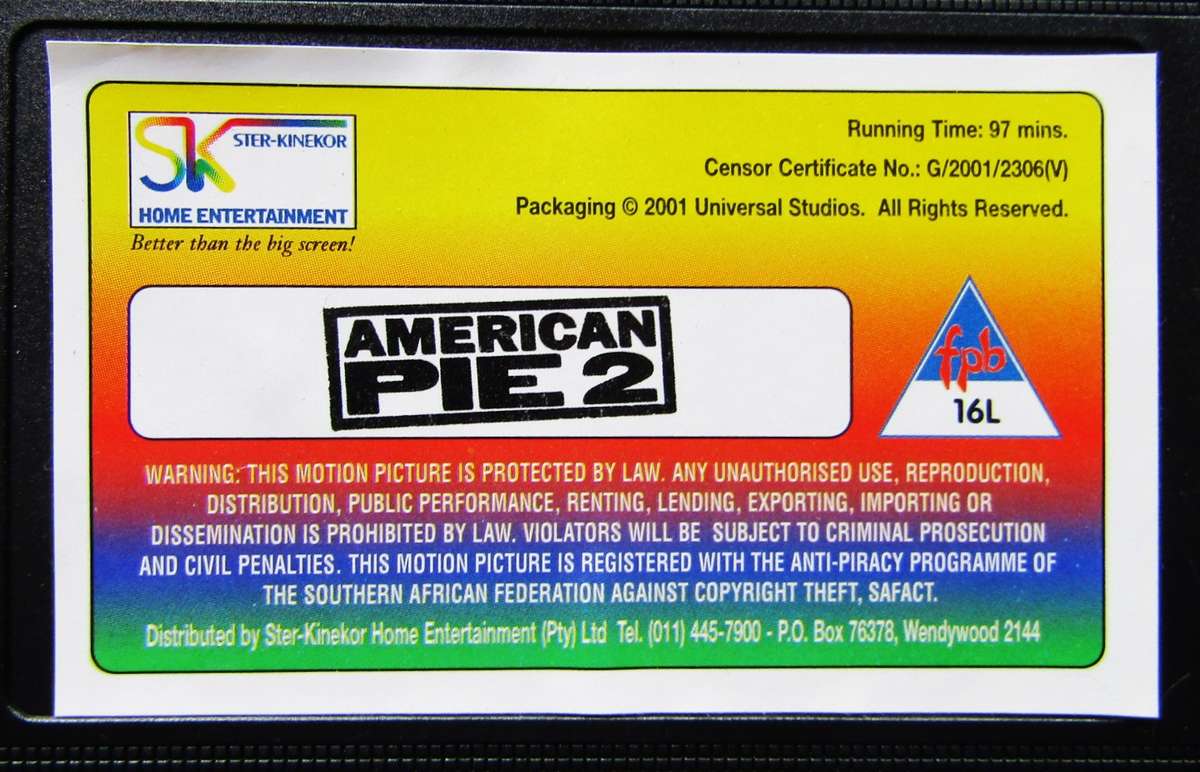 SK STER-KINEKOR
HOME ENTERTAINMENT
Better than the big screen!
Running Time: 97 mins.
Censor Certificate No.: G/2001/2306(V)
Packaging © 2001 Universal Studios. All Rights Reserved.
AMERICAN
PIE 2
fpb
16L
WARNING: THIS MOTION PICTURE IS PROTECTED BY LAW. ANY UNAUTHORISED USE, REPRODUCTION,
DISTRIBUTION, PUBLIC PERFORMANCE, RENTING, LENDING, EXPORTING, IMPORTING OR
DISSEMINATION IS PROHIBITED BY LAW. VIOLATORS WILL BE SUBJECT TO CRIMINAL PROSECUTION
AND CIVIL PENALTIES. THIS MOTION PICTURE IS REGISTERED WITH THE ANTI-PIRACY PROGRAMME OF
THE SOUTHERN AFRICAN FEDERATION AGAINST COPYRIGHT THEFT, SAFACT.
Distributed by Ster-Kinekor Home Entertainment (Pty) Ltd Tel. (011) 445-7900 - P.O. Box 76378, Wendywood 2144